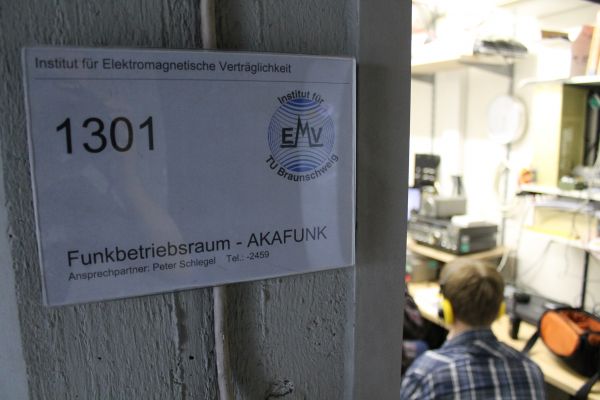 Institut für Elektromagnetische Verträglichkeit
1301
Institut für
EMV
TU Braunschweig
Funkbetriebsraum - AKAFUNK
Ansprechpartner: Peter Schlegel Tel.: -2459